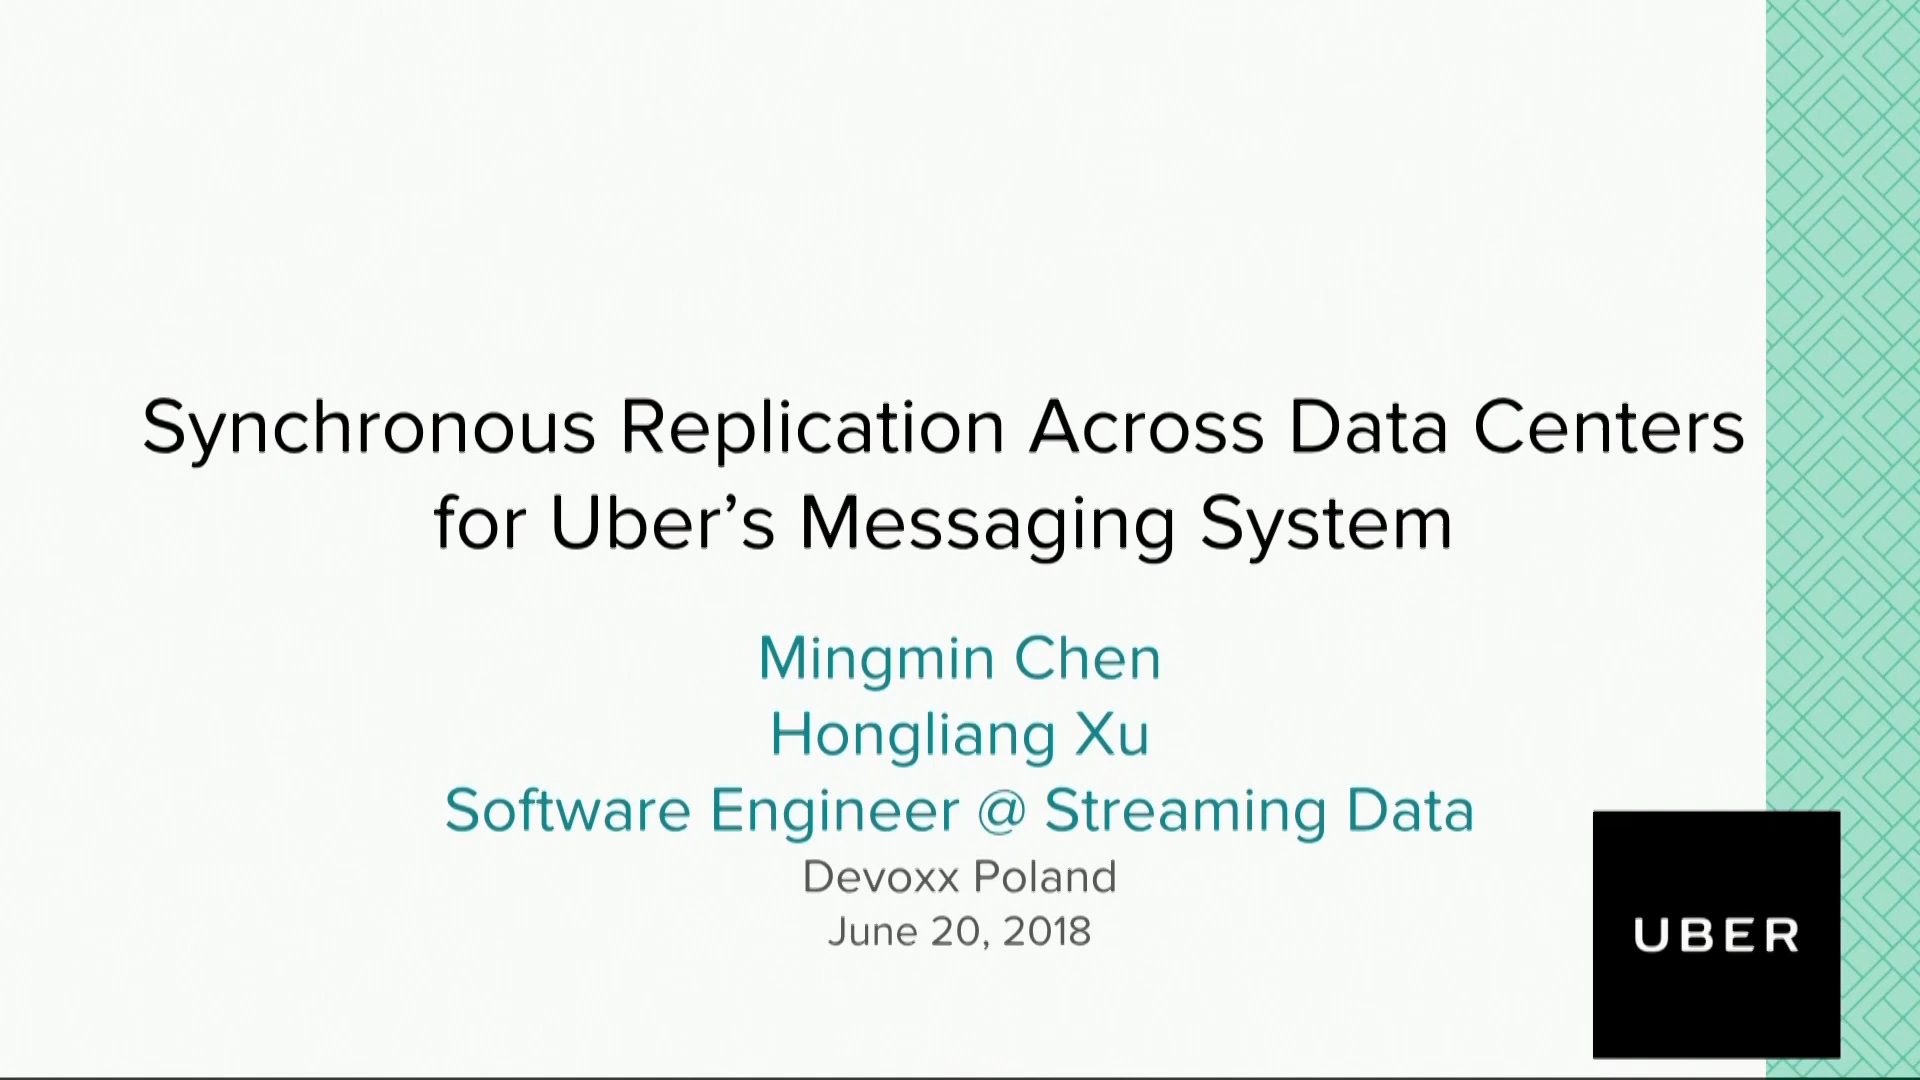 Synchronous Replication Across Data Centers
for Uber’s Messaging System
Mingmin Chen
Hongliang Xu
Software Engineer @ Streaming Data
Devoxx Poland
June 20, 2018
UBER